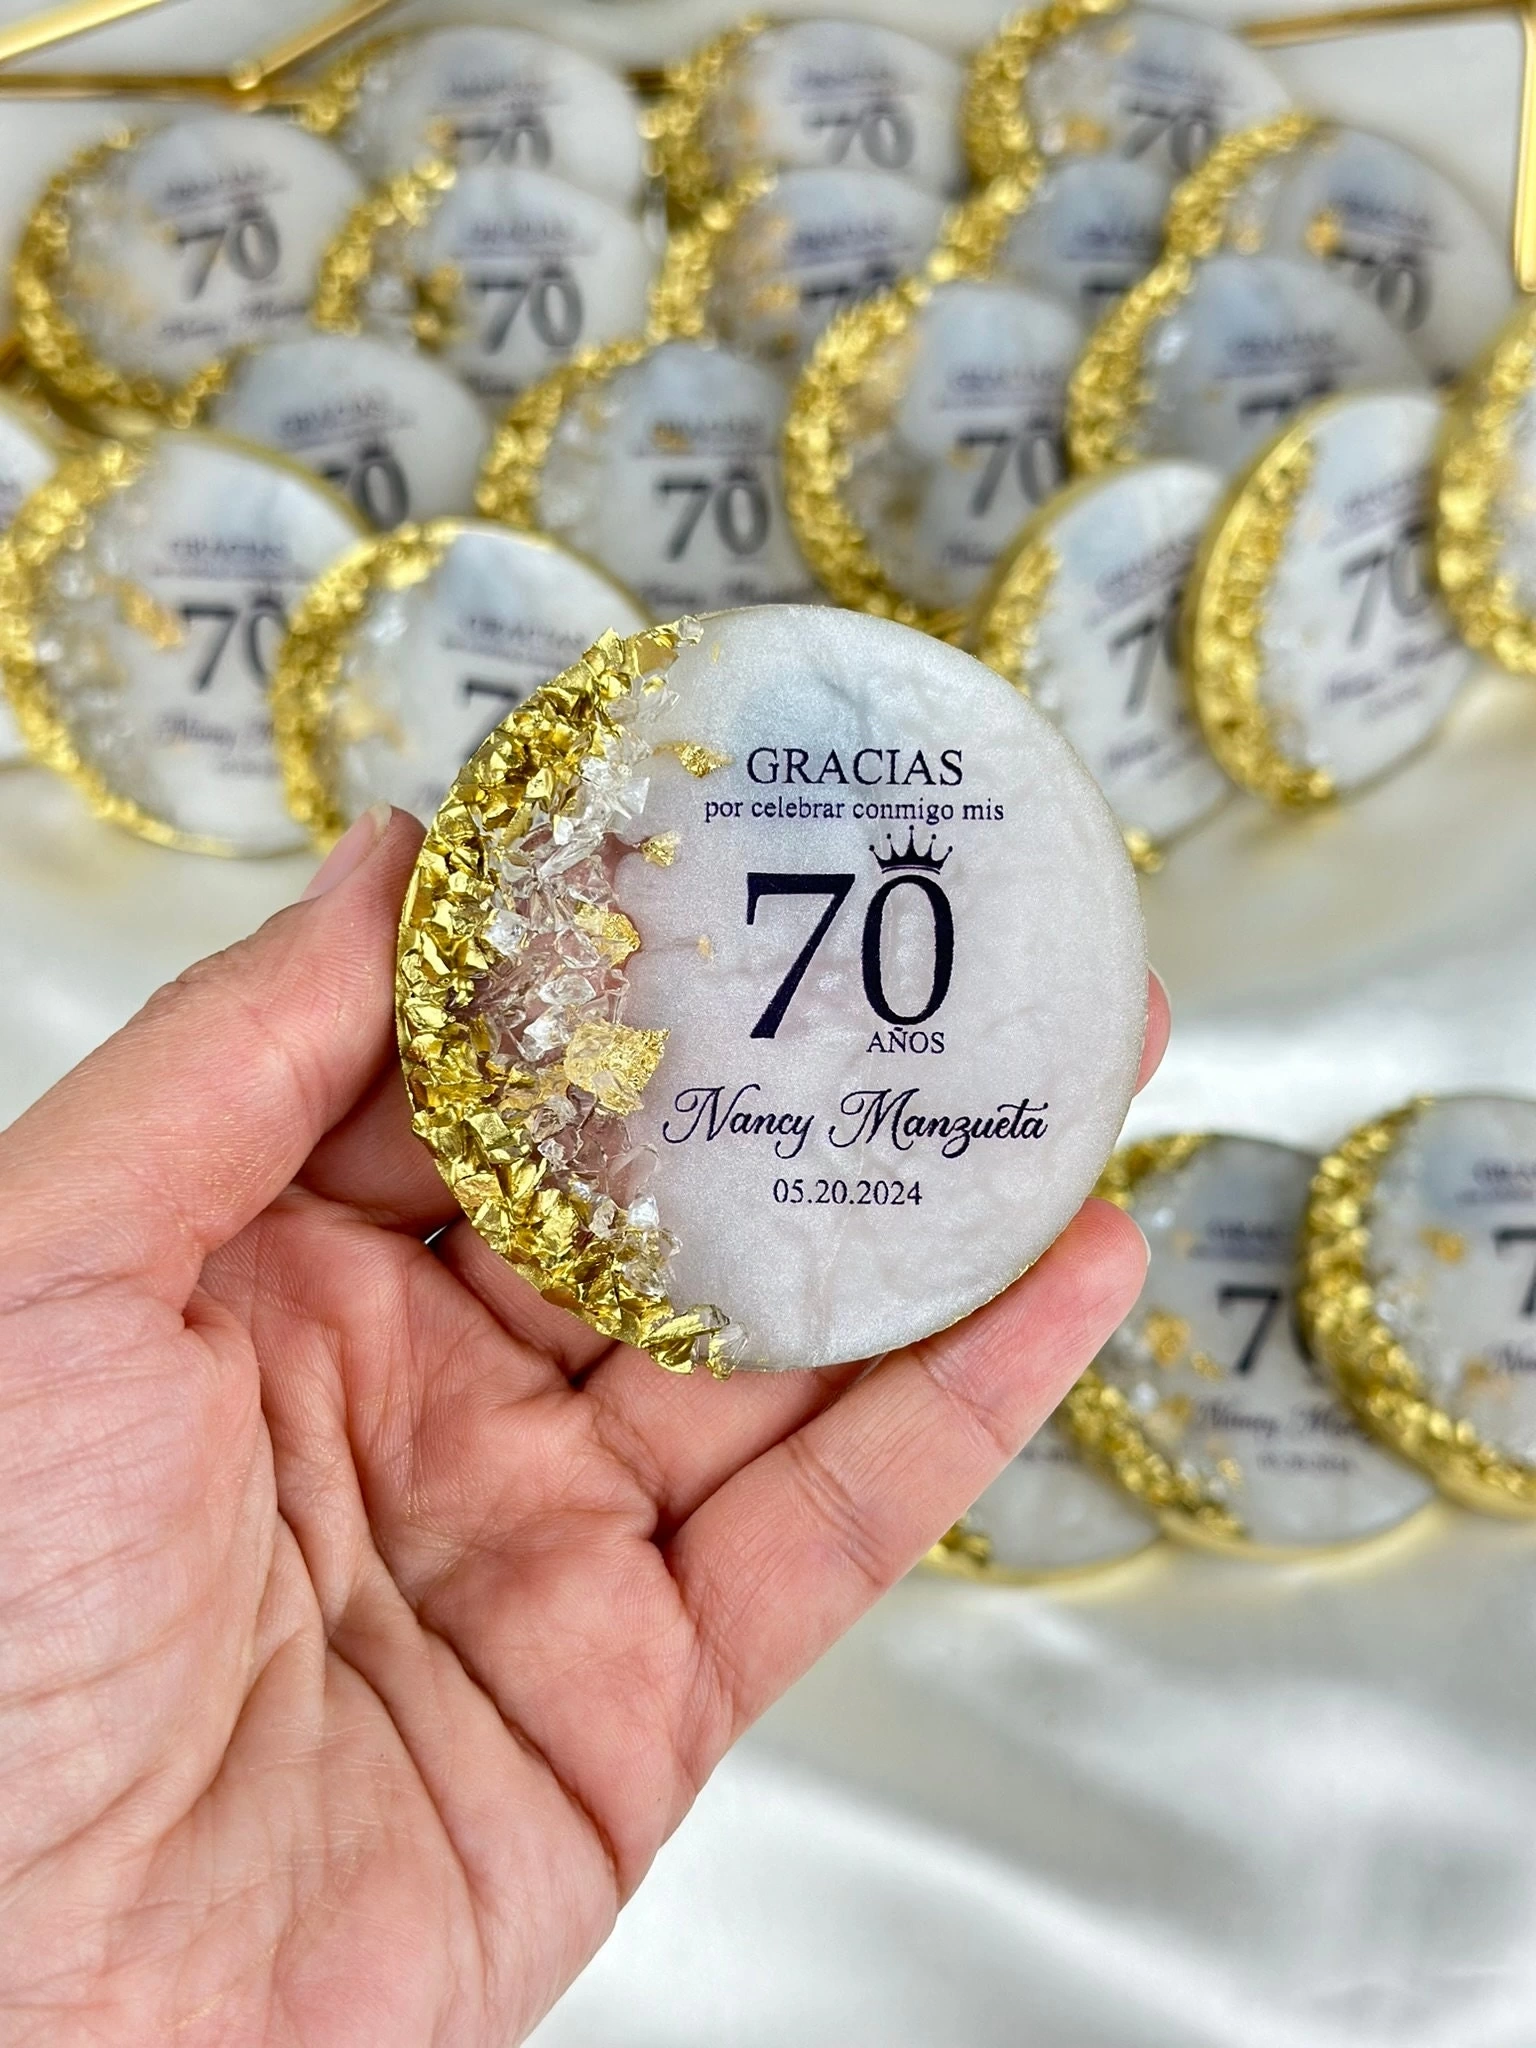 GRACIAS
por celebrar conmigo mis
70
AÑOS
Nancy Manzueta
05.20.2024